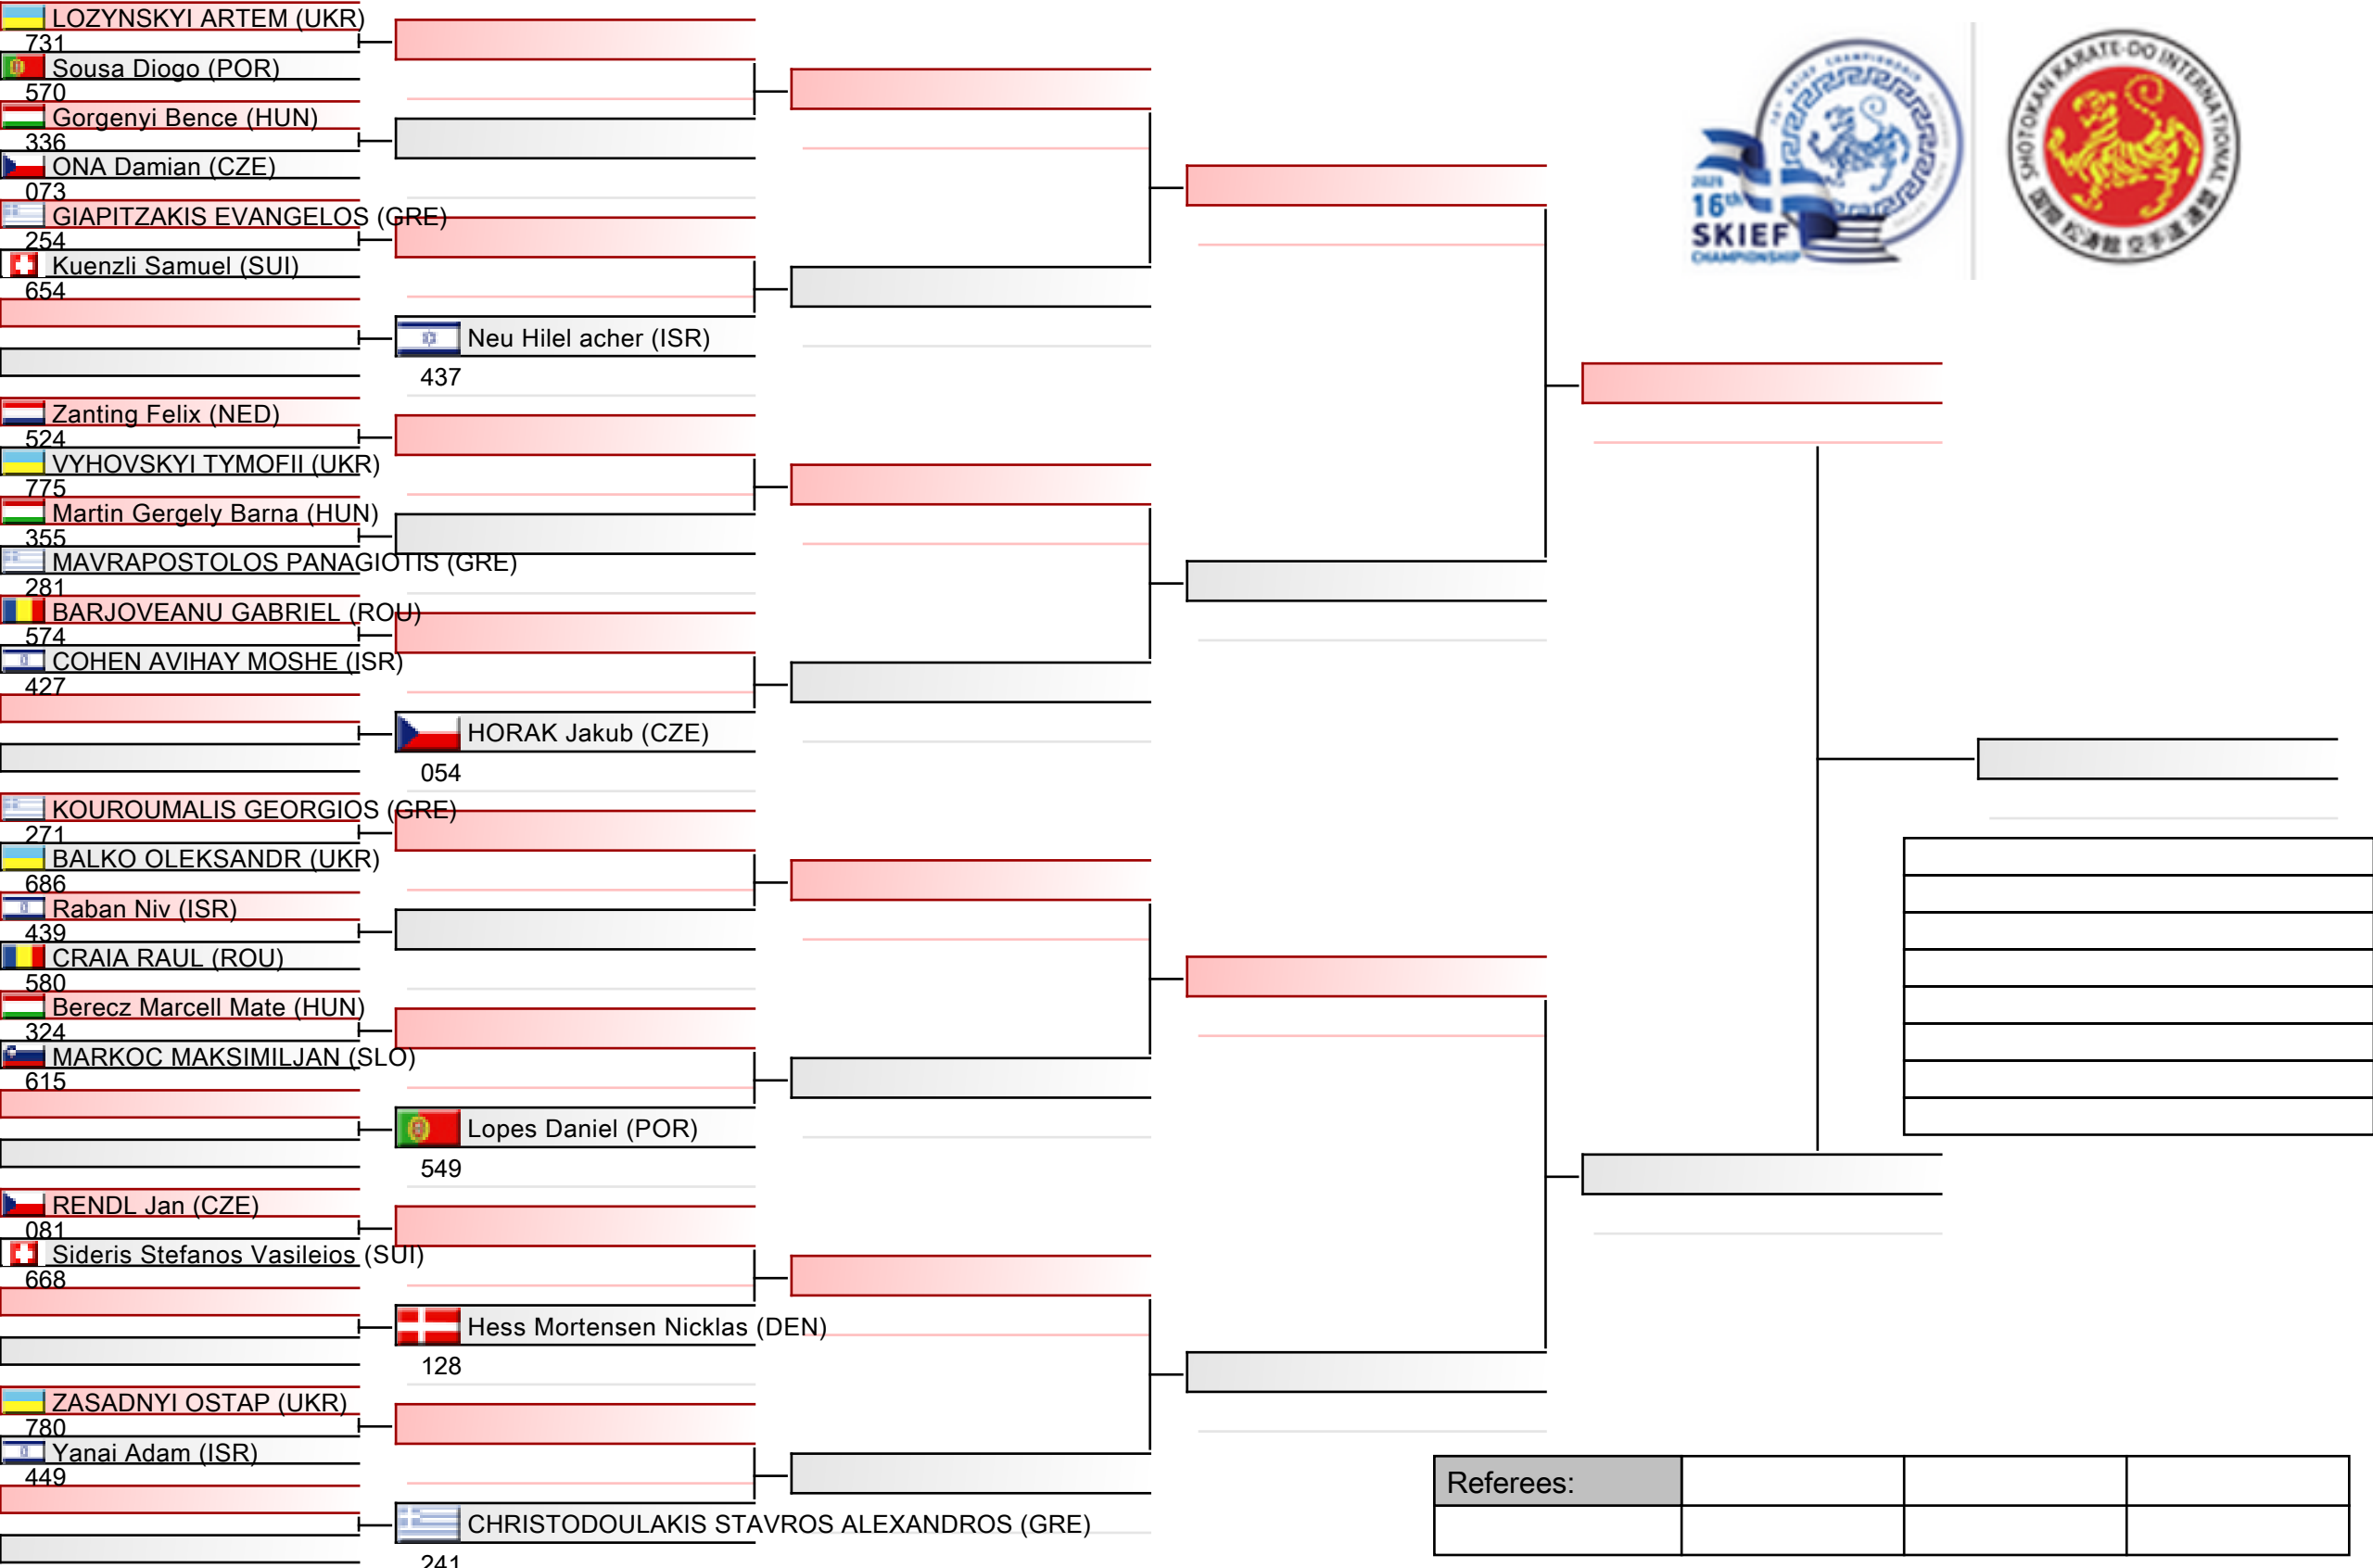 LOZYNSKYI ARTEM (UKR)
731
Sousa Diogo (POR)
570
Gorgenyi Bence (HUN)
336
ONA Damian (CZE)
073
GIAPITZAKIS EVANGELOS (GRE)
254
Kuenzli Samuel (SUI)
654
Neu Hilel acher (ISR)
437
Zanting Felix (NED)
524
VYHOVSKYI TYMOFII (UKR)
775
Martin Gergely Barna (HUN)
355
MAVRAPOSTOLOS PANAGIOTIS (GRE)
281
BARJOVEANU GABRIEL (ROU)
574
COHEN AVIHAY MOSHE (ISR)
427
HORAK Jakub (CZE)
054
KOUROUMALIS GEORGIOS (GRE)
271
BALKO OLEKSANDR (UKR)
686
Raban Niv (ISR)
439
CRAIA RAUL (ROU)
580
Berecz Marcell Mate (HUN)
324
MARKOC MAKSIMILJAN (SLO)
615
Lopes Daniel (POR)
549
RENDL Jan (CZE)
081
Sideris Stefanos Vasileios (SUI)
668
Hess Mortensen Nicklas (DEN)
128
ZASADNYI OSTAP (UKR)
780
Yanai Adam (ISR)
449
CHRISTODOULAKIS STAVROS ALEXANDROS (GRE)
241
16th
SKIEF
CHAMPIONSHIP
SHOTOKAN KARATE-DO INTERNATIONAL
Referees: